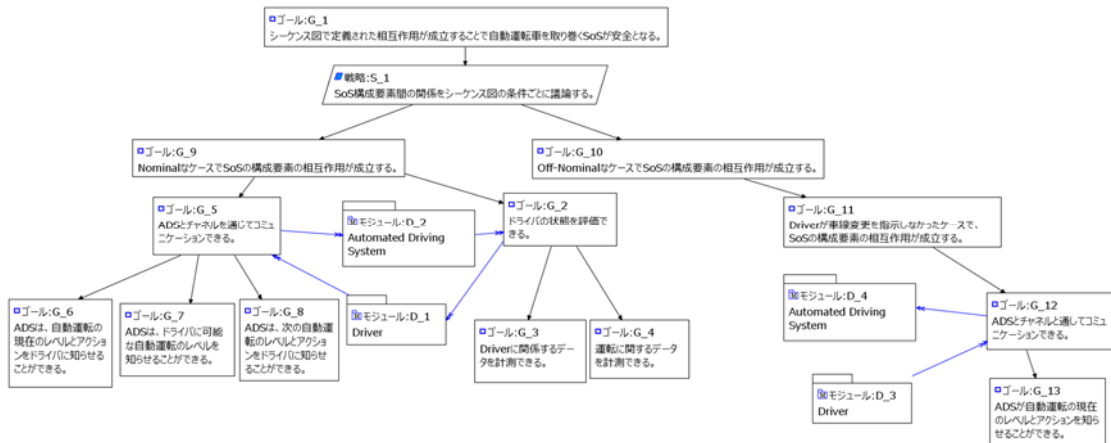 ゴール:G_1
シーケンス図で定義された相互作用が成立することで自動運転車を取り巻くSoSが安全となる。
戦略:S_1
SoS構成要素間の関係をシーケンス図の条件ごとに議論する。
ゴール:G_9
NominalなケースでSoSの構成要素の相互作用が成立する。
ゴール:G_10
Off-NominalなケースでSoSの構成要素の相互作用が成立する。
ゴール:G_5
ADSとチャネルを通じてコミュ
ニケーションできる。
モジュール:D_2
Automated Driving
System
ゴール:G_2
ドライバの状態を評価で
きる。
ゴール:G_11
Driverが車線変更を指示しなかったケースで、
SoSの構成要素の相互作用が成立する。
ゴール:G_6
ADSは、自動運転の
現在のレベルとアクショ
ンをドライバに知らせる
ことができる。
ゴール:G_7
ADSは、ドライバに可能
な自動運転のレベルを
知らせることができる。
ゴール:G_8
ADSは、次の自動運
転のレベルとアクション
をドライバに知らせ
ることができる。
モジュール:D_1
Driver
ゴール:G_3
Driverに関係するデー
タを計測できる。
ゴール:G_4
運転に関するデータ
を計測できる。
モジュール:D_4
Automated Driving
System
ゴール:G_12
ADSとチャネルと通してコミュ
ニケーションできる。
モジュール:D_3
Driver
ゴール:G_13
ADSが自動運転の現在
のレベルとアクションを知ら
せることができる。